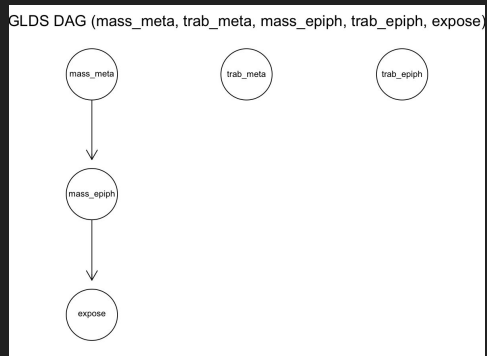 GLDS DAG (mass_meta, trab_meta, mass_epiph, trab_epiph, expose)
mass_meta
trab_meta
trab_epiph
mass_epiph
expose